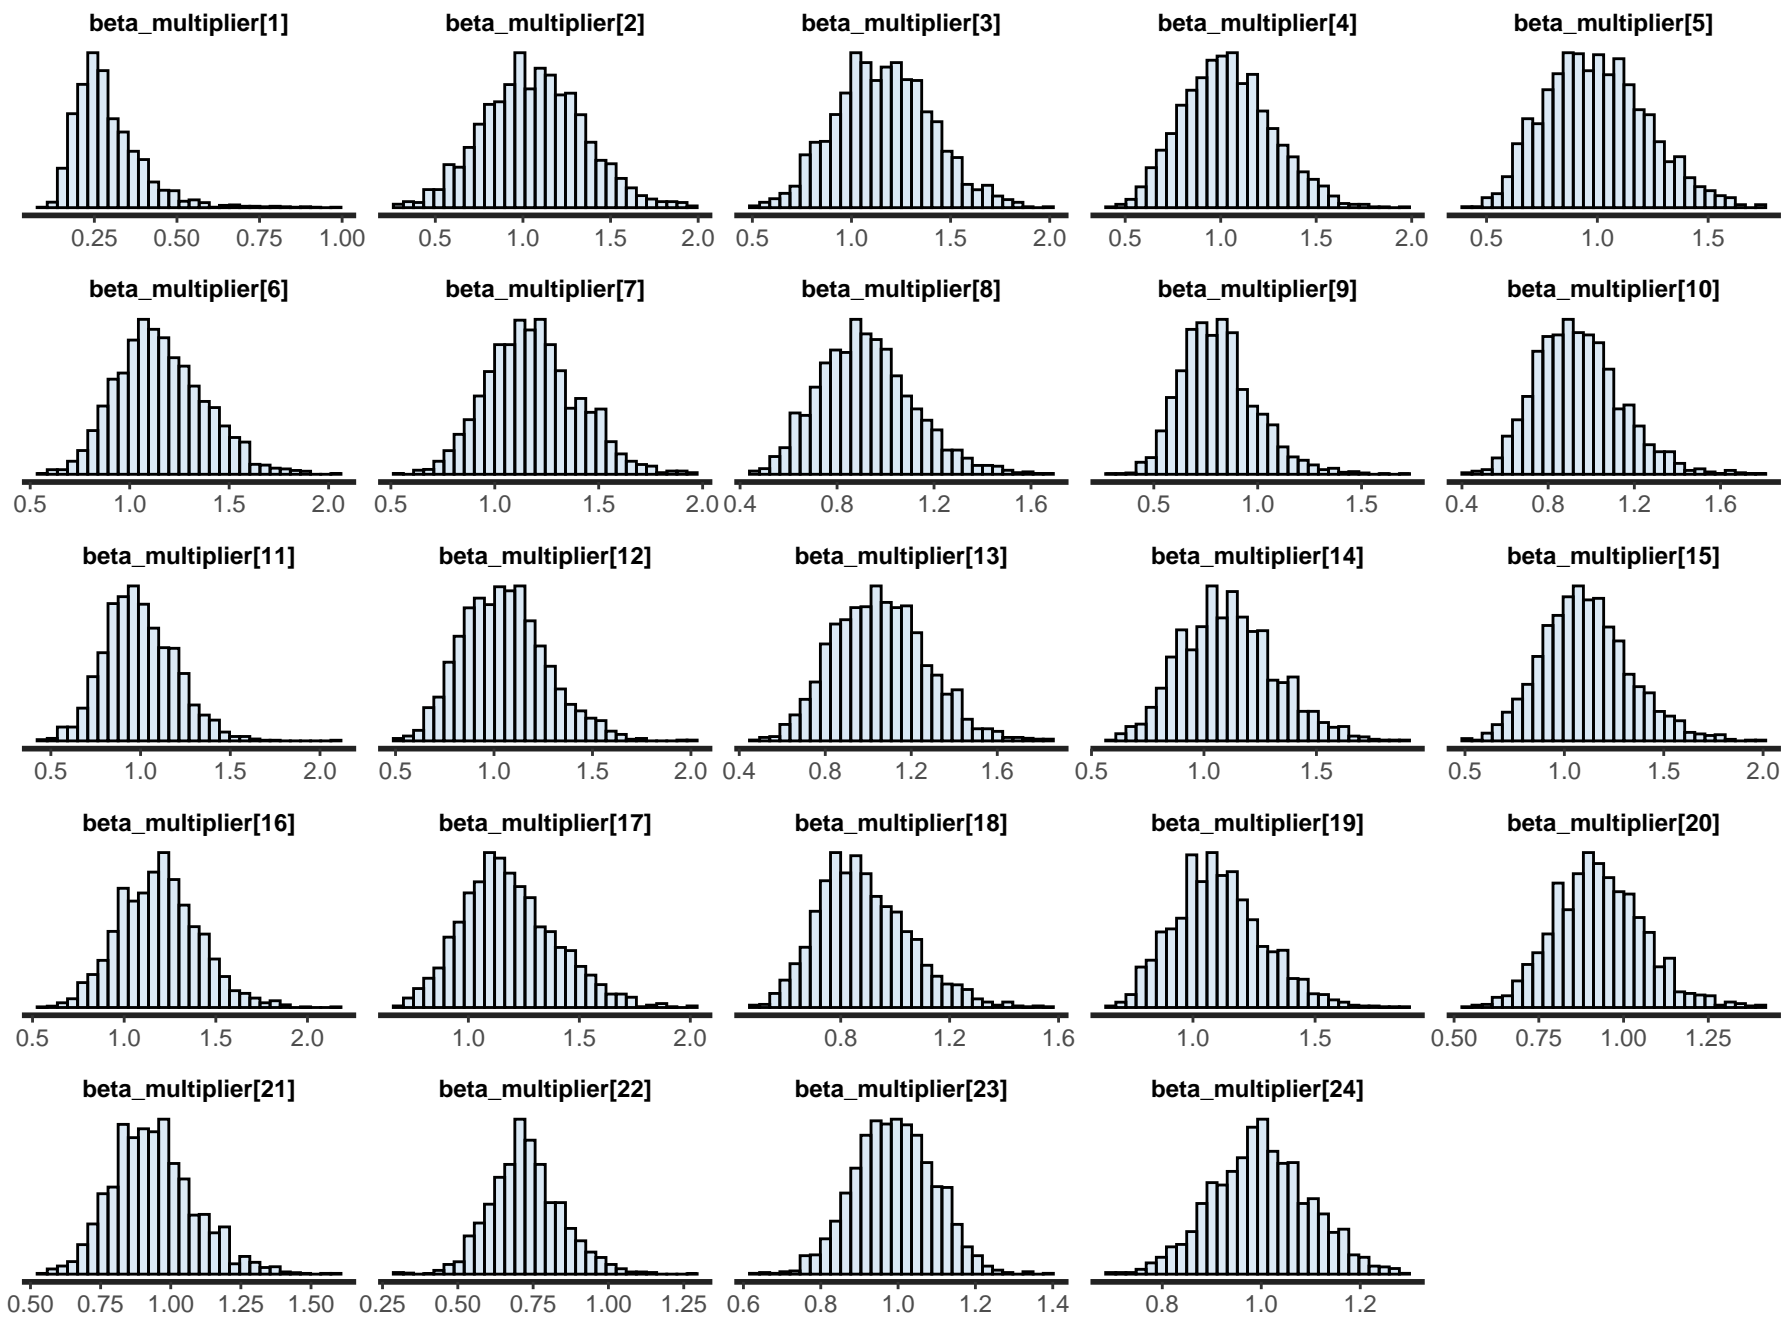 beta_multiplier[1] beta_multiplier[2] beta_multiplier[3] beta_multiplier[4] beta_multiplier[5]
0.25 0.50 0.75 1.00 0.5 1.0 1.5 2.0 0.5 1.0 1.5 2.0 0.5 1.0 1.5 2.0 0.5 1.0 1.5
beta_multiplier[6] beta_multiplier[7] beta_multiplier[8] beta_multiplier[9] beta_multiplier[10]
0.5 1.0 1.5 2.0 0.5 1.0 1.5 2.0 0.4 0.8 1.2 1.6 0.5 1.0 1.5 0.4 0.8 1.2 1.6
beta_multiplier[11] beta_multiplier[12] beta_multiplier[13] beta_multiplier[14] beta_multiplier[15]
0.5 1.0 1.5 2.0 0.5 1.0 1.5 2.0 0.4 0.8 1.2 1.6 0.5 1.0 1.5 0.5 1.0 1.5 2.0
beta_multiplier[16] beta_multiplier[17] beta_multiplier[18] beta_multiplier[19] beta_multiplier[20]
0.5 1.0 1.5 2.0 1.0 1.5 2.0 0.8 1.2 1.6 1.0 1.5 0.50 0.75 1.00 1.25
beta_multiplier[21] beta_multiplier[22] beta_multiplier[23] beta_multiplier[24]
0.50 0.75 1.00 1.25 1.50 0.25 0.50 0.75 1.00 1.25 0.6 0.8 1.0 1.2 1.4 0.8 1.0 1.2